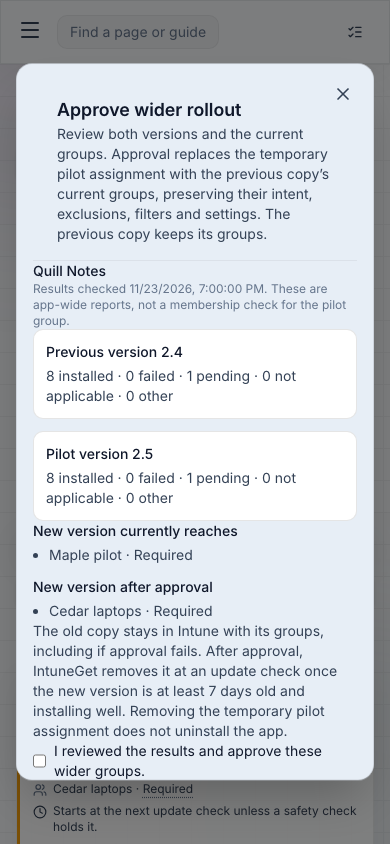 Find a page or guide
Approve wider rollout
Review both versions and the current
groups. Approval replaces the temporary
pilot assignment with the previous copy’s
current groups, preserving their intent,
exclusions, filters and settings. The
previous copy keeps its groups.
Quill Notes
Results checked 11/23/2026, 7:00:00 PM. These are
app-wide reports, not a membership check for the pilot
group.
Previous version 2.4
8 installed · 0 failed · 1 pending · 0 not
applicable · 0 other
Pilot version 2.5
8 installed · 0 failed · 1 pending · 0 not
applicable · 0 other
New version currently reaches
• Maple pilot · Required
New version after approval
• Cedar laptops · Required
The old copy stays in Intune with its groups,
including if approval fails. After approval,
IntuneGet removes it at an update check once
the new version is at least 7 days old and
installing well. Removing the temporary pilot
assignment does not uninstall the app.
I reviewed the results and approve these
wider groups.
Cedar laptops · Required
Starts at the next update check unless a safety check
holds it.